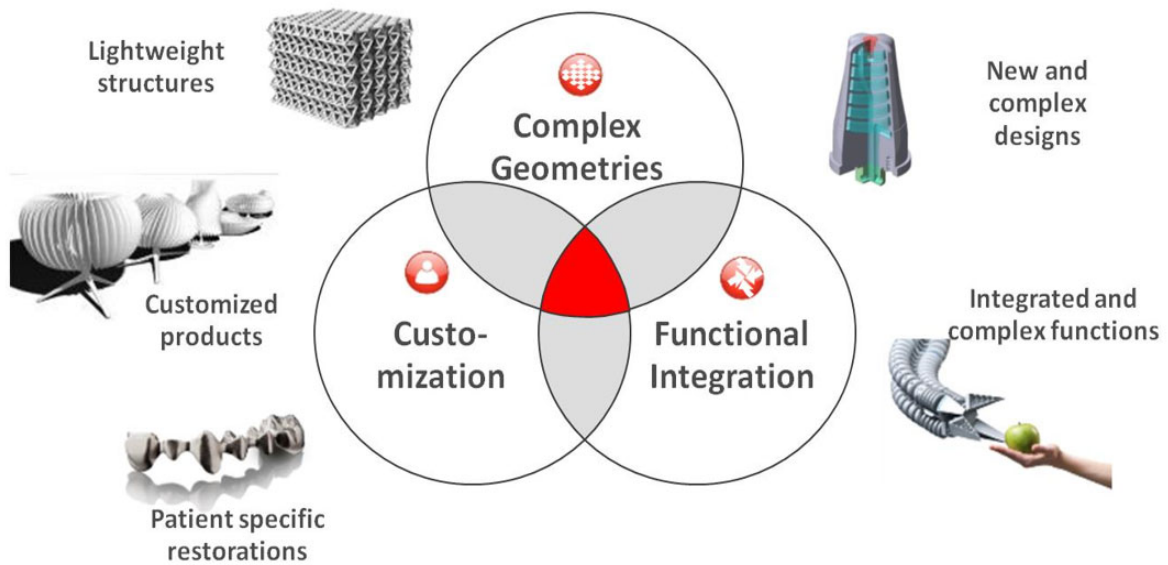 Lightweight
structures
Complex
Geometries
New and
complex
designs
Customized
products
Custo-
mization
Functional
Integration
Integrated and
complex functions
Patient specific
restorations